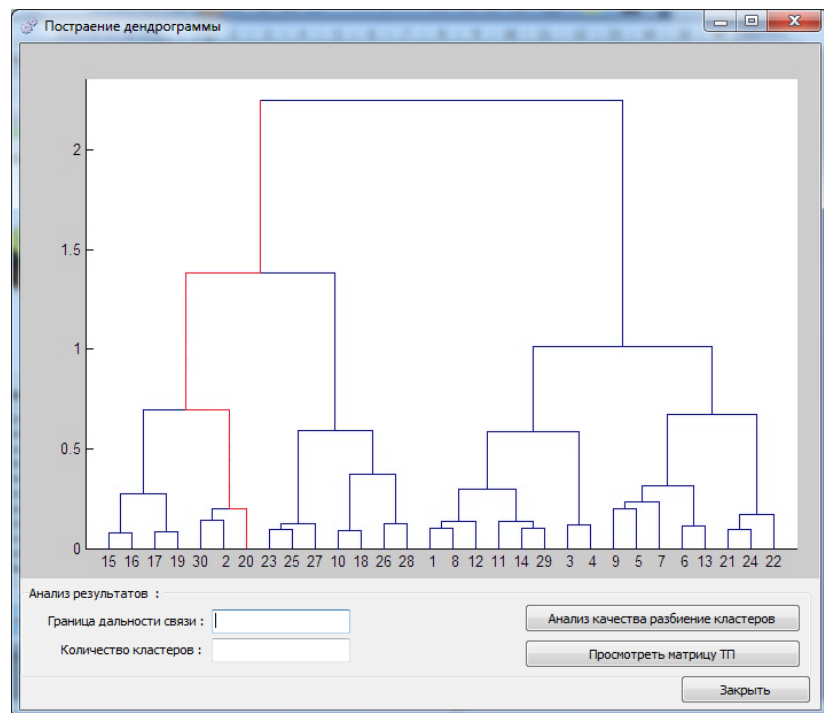 Постраение дендрограммы
2
1.5
1
0.5
0
15 16 17 19 30 2 20 23 25 27 10 18 26 28 1 8 12 11 14 29 3 4 9 5 7 6 13 21 24 22
Анализ результатов :
Граница дальности связи :
Количество кластеров :
Анализ качества разбиение кластеров
Просмотреть матрицу ТП
Закрыть